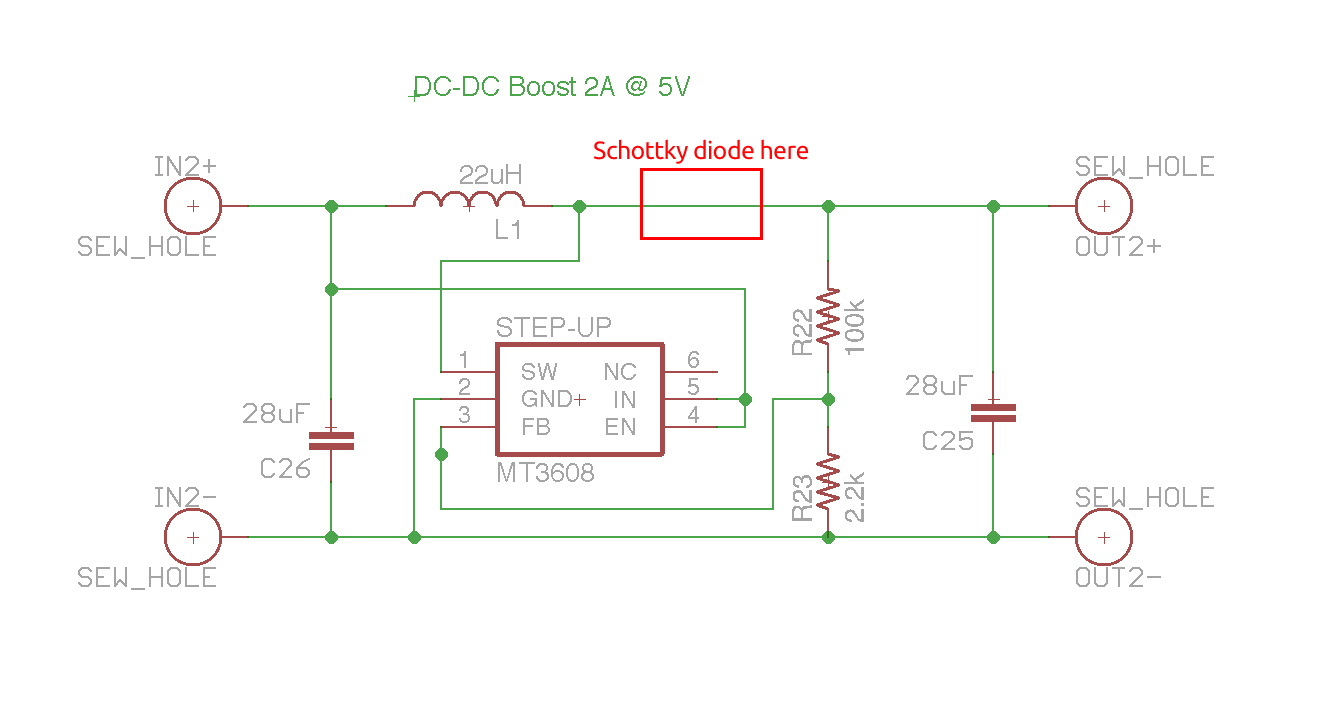 DC-DC Boost 2A @ 5V
Schottky diode here
IN2+
SEW_HOLE
22uH
L1
SEW_HOLE
OUT2+
STEP-UP
1 SW NC 6
2 GND+ IN 5
3 FB EN 4
MT3608
R22
100k
28uF
C26
28uF
C25
R23
2.2k
IN2-
SEW_HOLE
SEW_HOLE
OUT2-